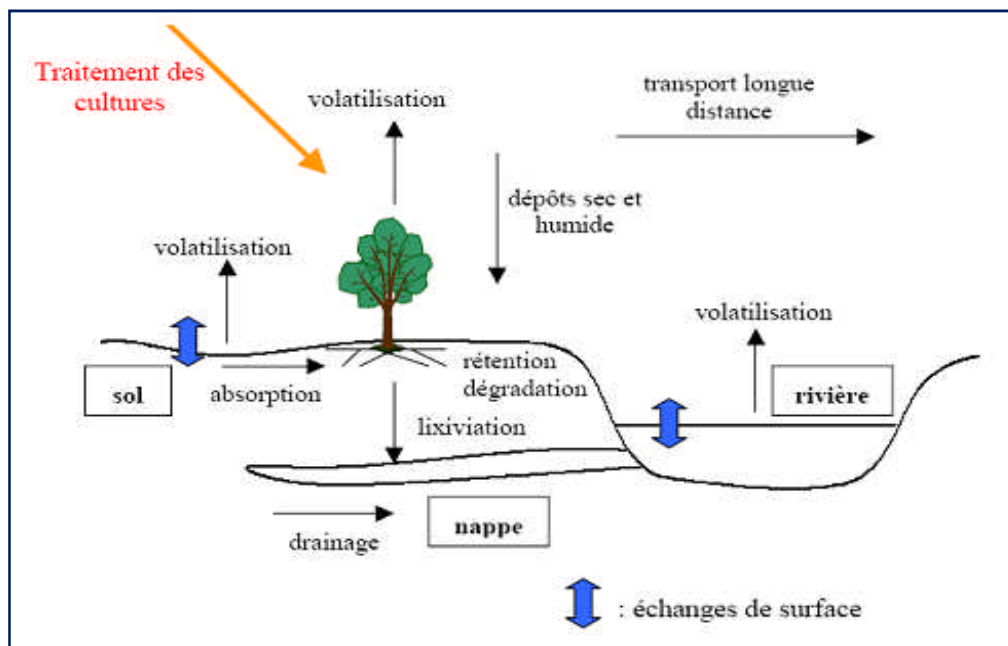 Traitement des
cultures
volatilisation
transport longue
distance
dépôts sec et
humide
volatilisation
volatilisation
sol
absorption
rétention
dégradation
rivière
lixiviation
nappe
drainage
: échanges de surface